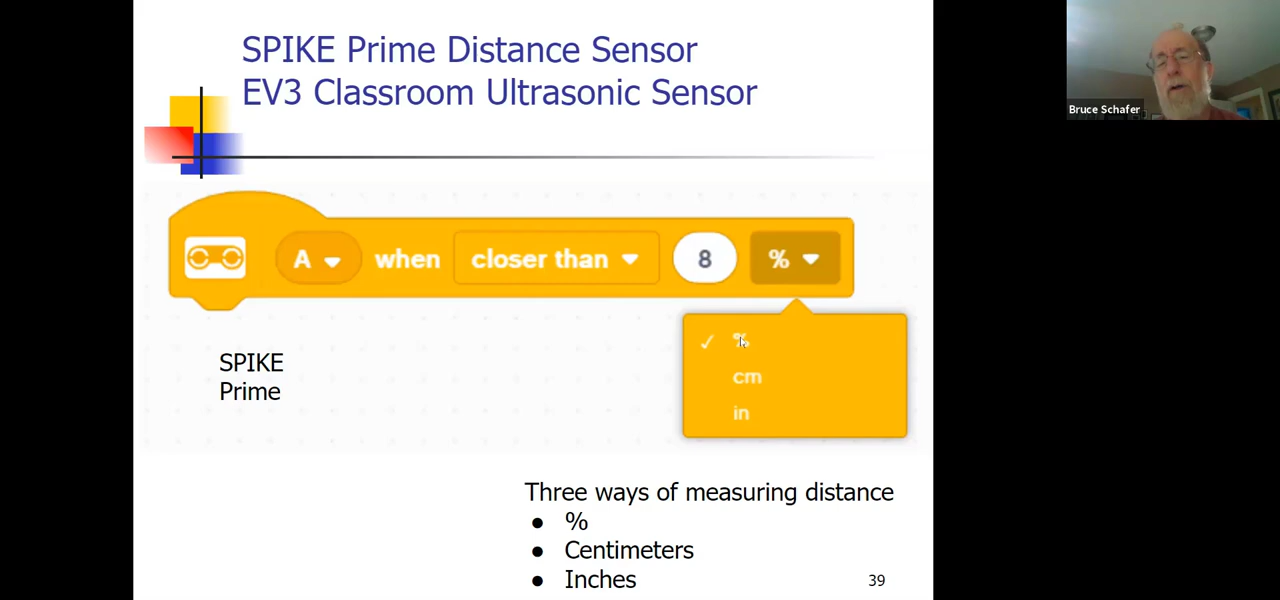 SPIKE Prime Distance Sensor
EV3 Classroom Ultrasonic Sensor
Bruce Schafer
A when closer than 8 %
%
cm
in
SPIKE
Prime
Three ways of measuring distance
● %
● Centimeters
● Inches
39